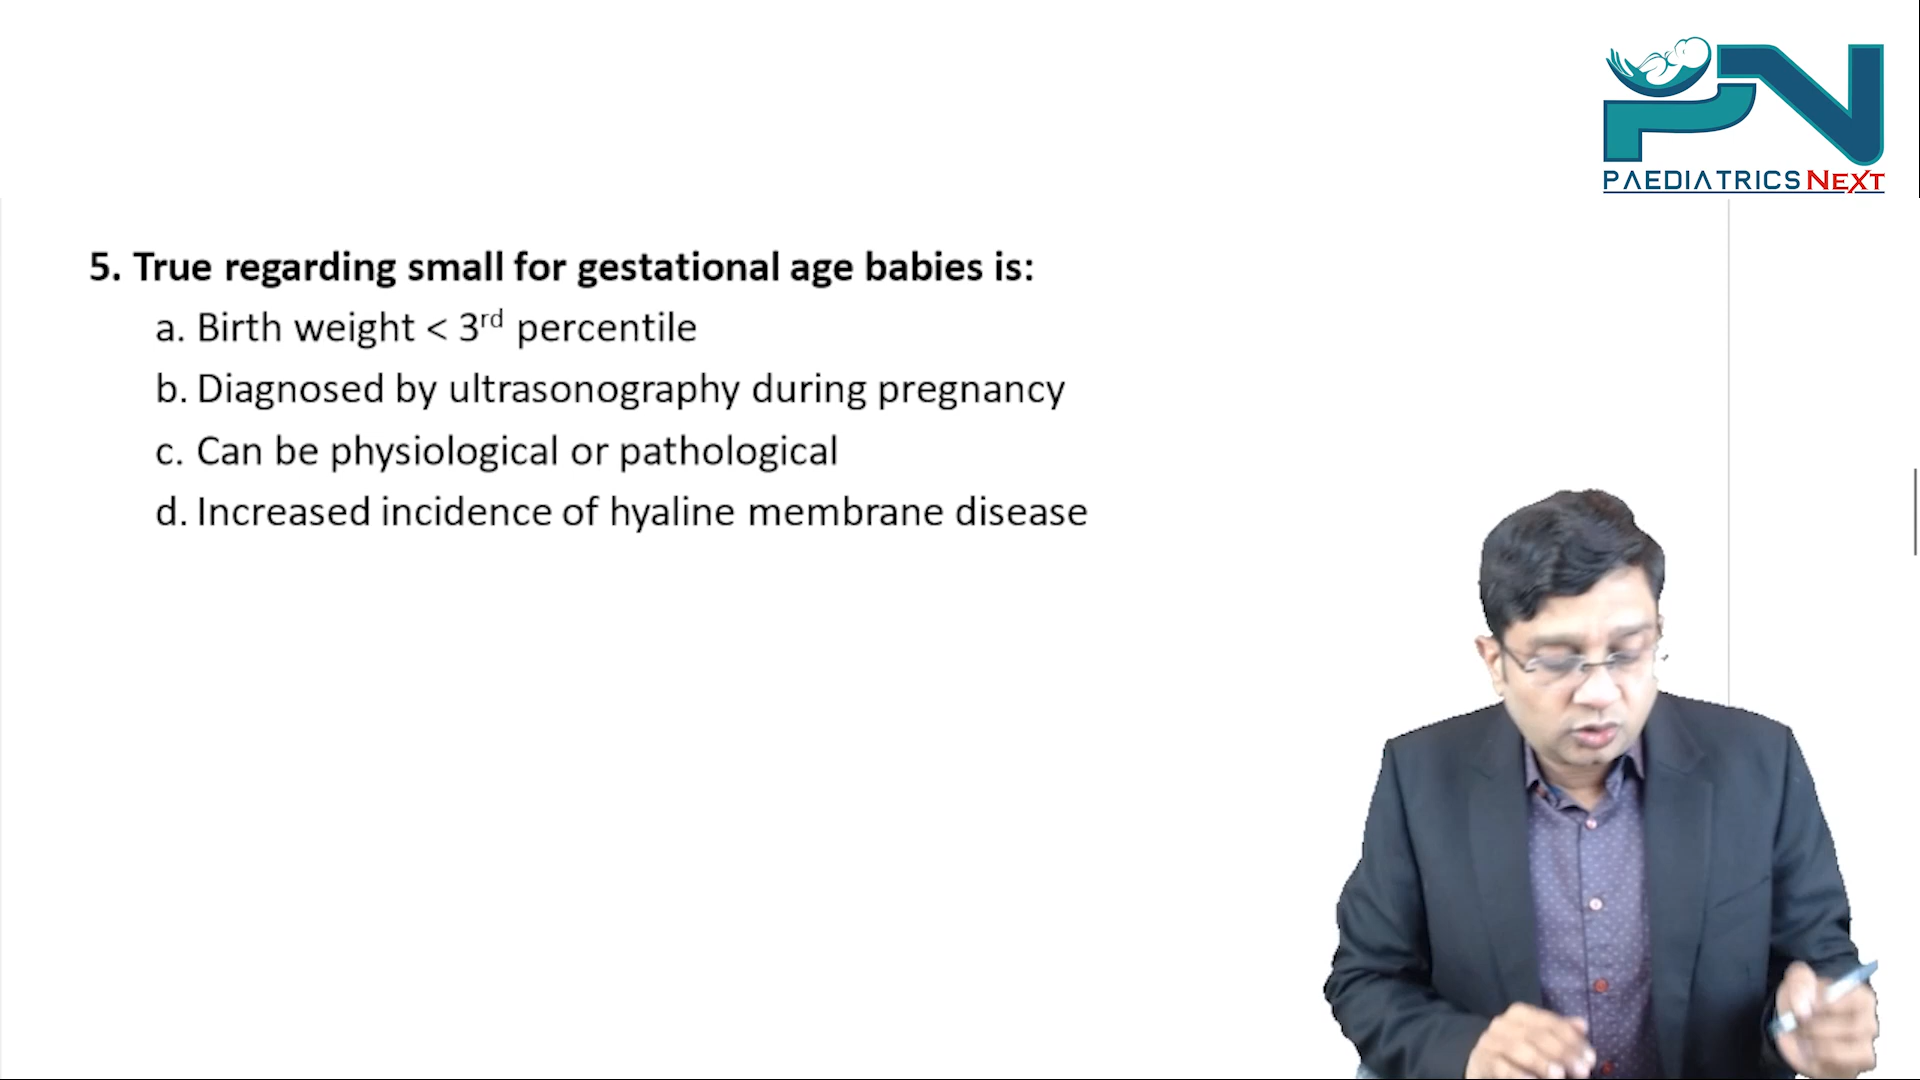 PAEDIATRICS NEXT
5. True regarding small for gestational age babies is:
a. Birth weight < 3rd percentile
b. Diagnosed by ultrasonography during pregnancy
c. Can be physiological or pathological
d. Increased incidence of hyaline membrane disease